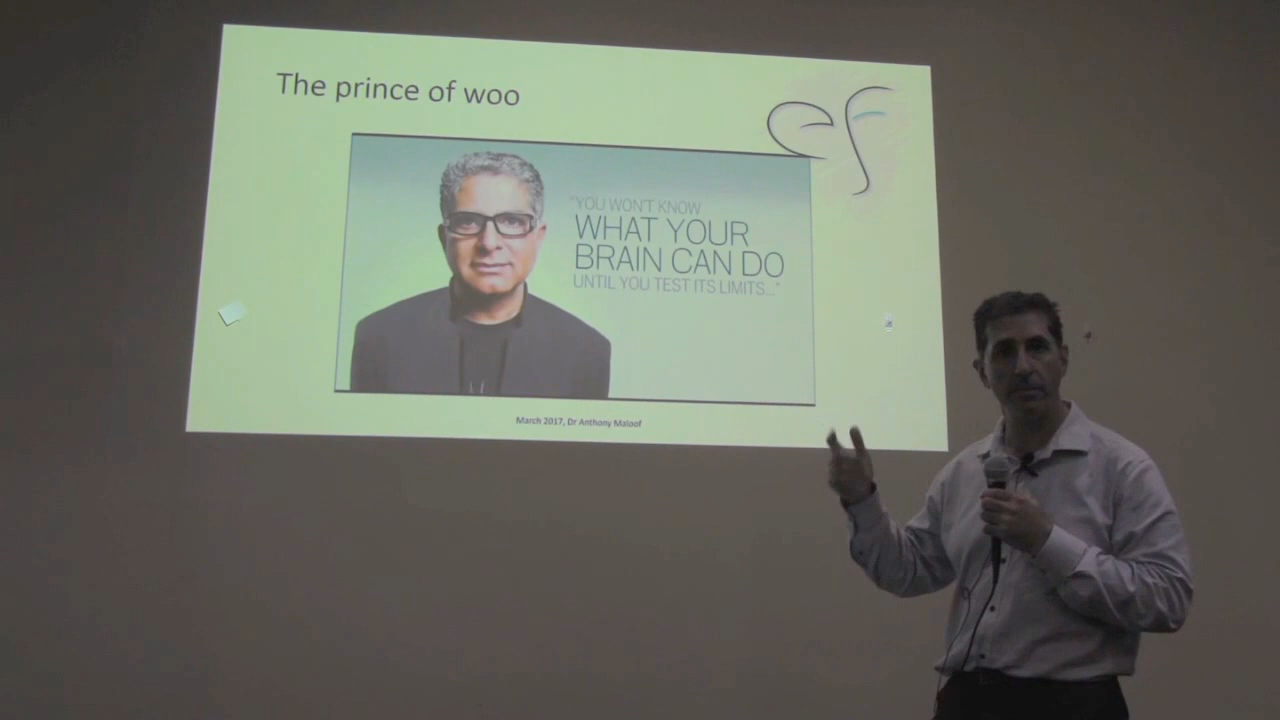 The prince of woo
ef
"YOU WON'T KNOW
WHAT YOUR
BRAIN CAN DO
UNTIL YOU TEST ITS LIMITS..."
March 2017, Dr Anthony Maloof